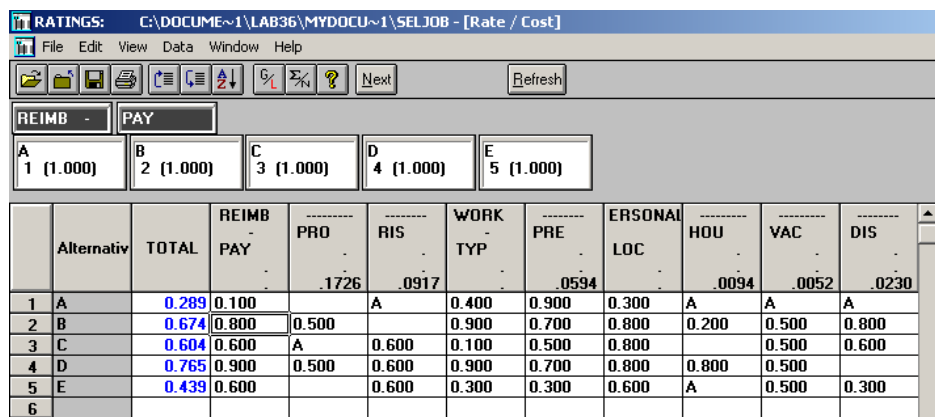 RATINGS: C:\DOCUME~1\LAB36\MYDOCU~1\SELJOB - [Rate / Cost]
File Edit View Data Window Help
G/L Σ/N ? Next Refresh
REIMB - PAY
A B C D E
1 (1.000) 2 (1.000) 3 (1.000) 4 (1.000) 5 (1.000)
REIMB --------- -------- WORK -------- ERSONAL --------- --------- --------
- PRO RIS - PRE HOU VAC DIS
Alternativ TOTAL PAY . . TYP . LOC . . .
. . . . . . . . .
. .1726 .0917 . .0594 . .0094 .0052 .0230
1 A 0.289 0.100 A 0.400 0.900 0.300 A A A
2 B 0.674 0.800 0.500 0.900 0.700 0.800 0.200 0.500 0.800
3 C 0.604 0.600 A 0.600 0.100 0.500 0.800 0.500 0.600
4 D 0.765 0.900 0.500 0.600 0.900 0.700 0.800 0.800 0.500
5 E 0.439 0.600 0.600 0.300 0.300 0.600 A 0.500 0.300
6